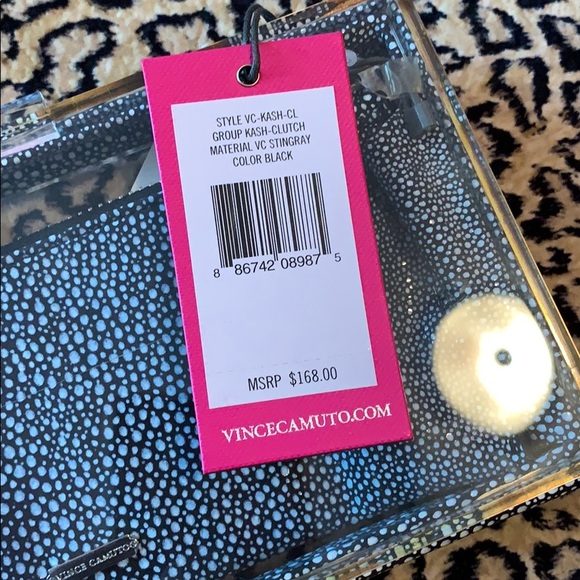 STYLE VC-KASH-CL
GROUP KASH-CLUTCH
MATERIAL VC STINGRAY
COLOR BLACK
8 86742 08987 5
MSRP $168.00
VINCECAMUTO.COM
VINCE CAMUTO